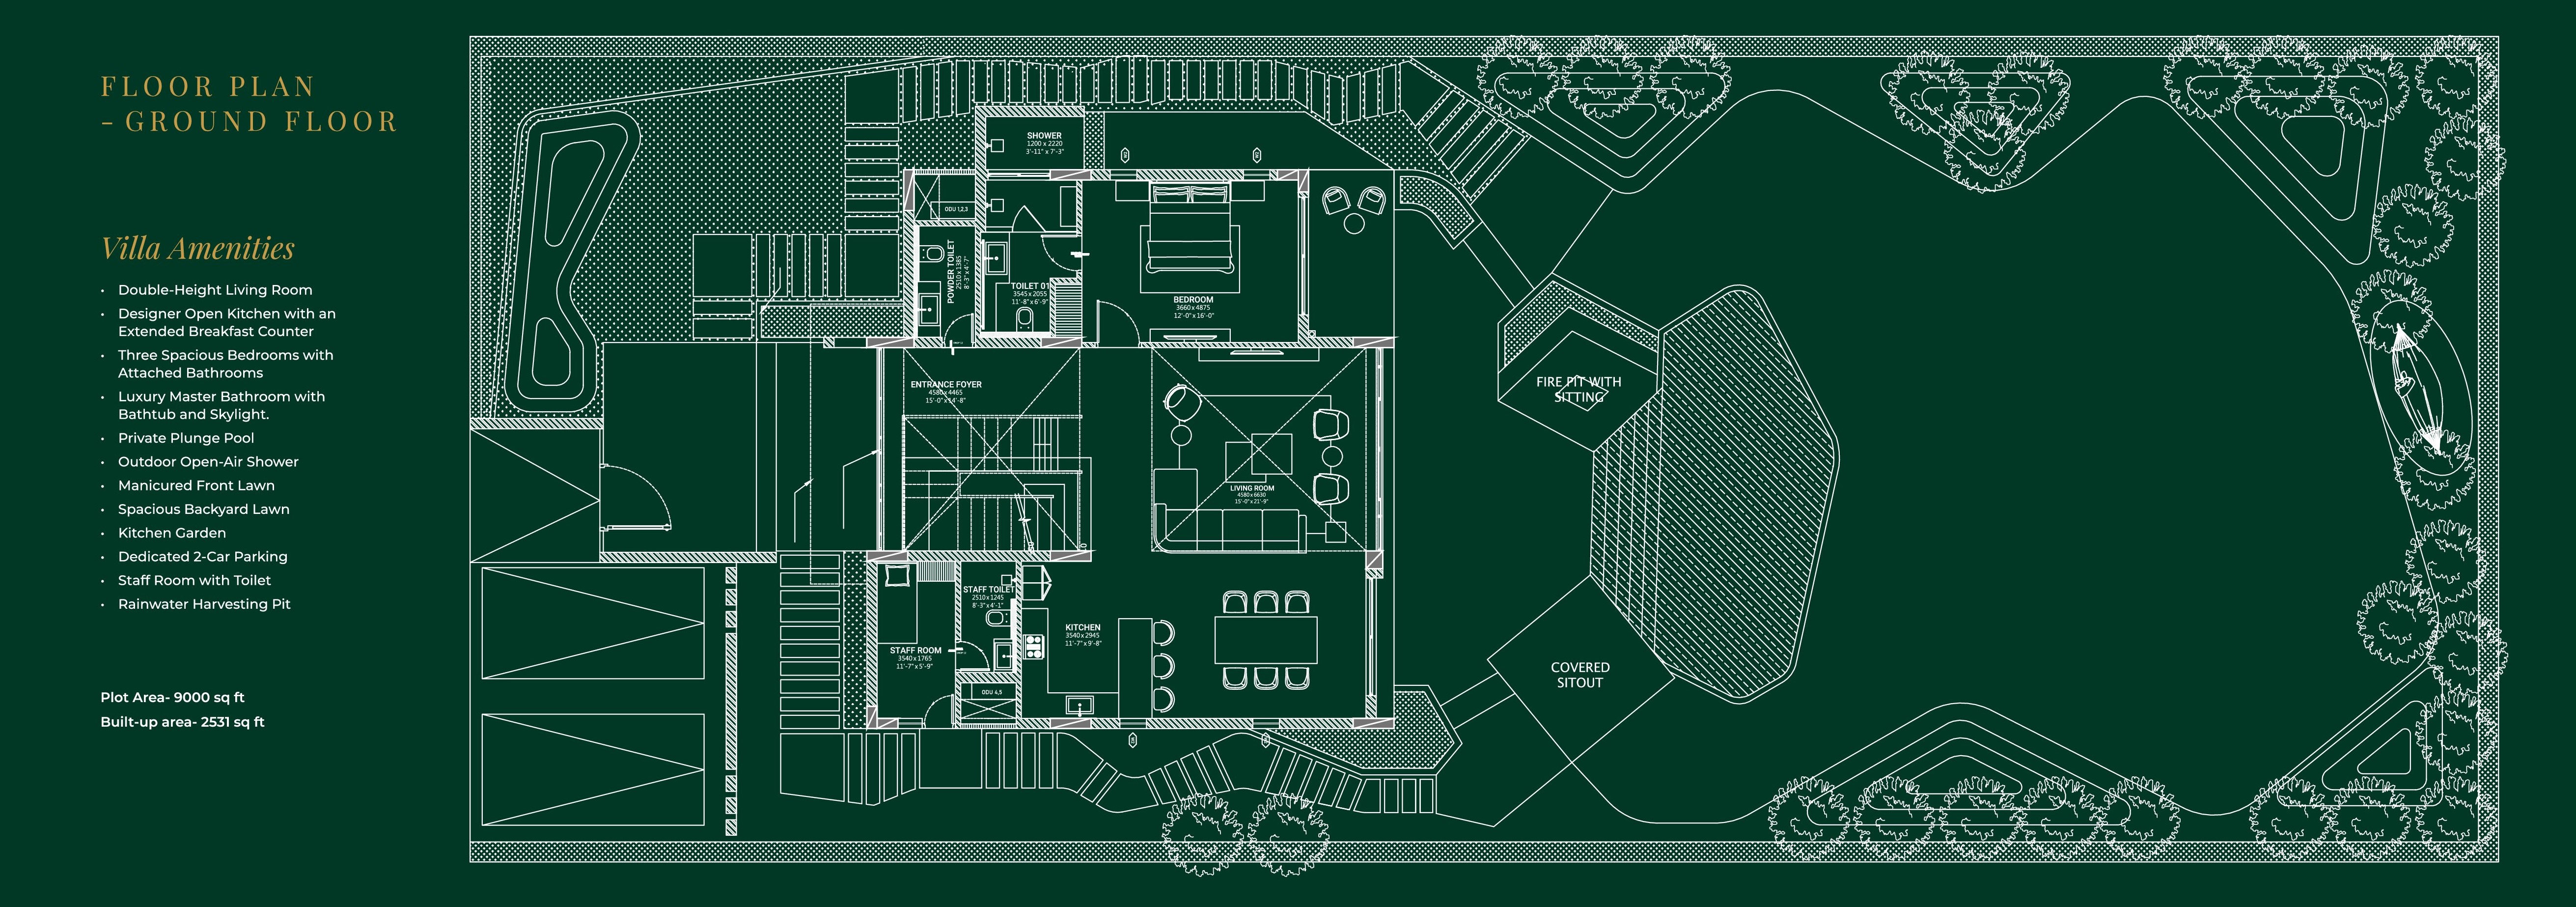 FLOOR PLAN
– GROUND FLOOR
Villa Amenities
• Double-Height Living Room
• Designer Open Kitchen with an
Extended Breakfast Counter
• Three Spacious Bedrooms with
Attached Bathrooms
• Luxury Master Bathroom with
Bathtub and Skylight.
• Private Plunge Pool
• Outdoor Open-Air Shower
• Manicured Front Lawn
• Spacious Backyard Lawn
• Kitchen Garden
• Dedicated 2-Car Parking
• Staff Room with Toilet
• Rainwater Harvesting Pit
Plot Area- 9000 sq ft
Built-up area- 2531 sq ft
SHOWER
1200 x 2220
3'-11" x 7'-3"
ODU 1,2,3
POWDER TOILET
2510 x 1385
8'-3" x 4'-7"
TOILET 01
3545 x 2055
11'-8" x 6'-9"
BEDROOM
3660 x 4875
12'-0" x 16'-0"
ENTRANCE FOYER
4580 x 4465
15'-0" x 14'-8"
LIVING ROOM
4580 x 6630
15'-0" x 21'-9"
STAFF TOILET
2510 x 1245
8'-3" x 4'-1"
STAFF ROOM
3540 x 1765
11'-7" x 5'-9"
KITCHEN
3540 x 2945
11'-7" x 9'-8"
ODU 4,5
FIRE PIT WITH
SITTING
COVERED
SITOUT